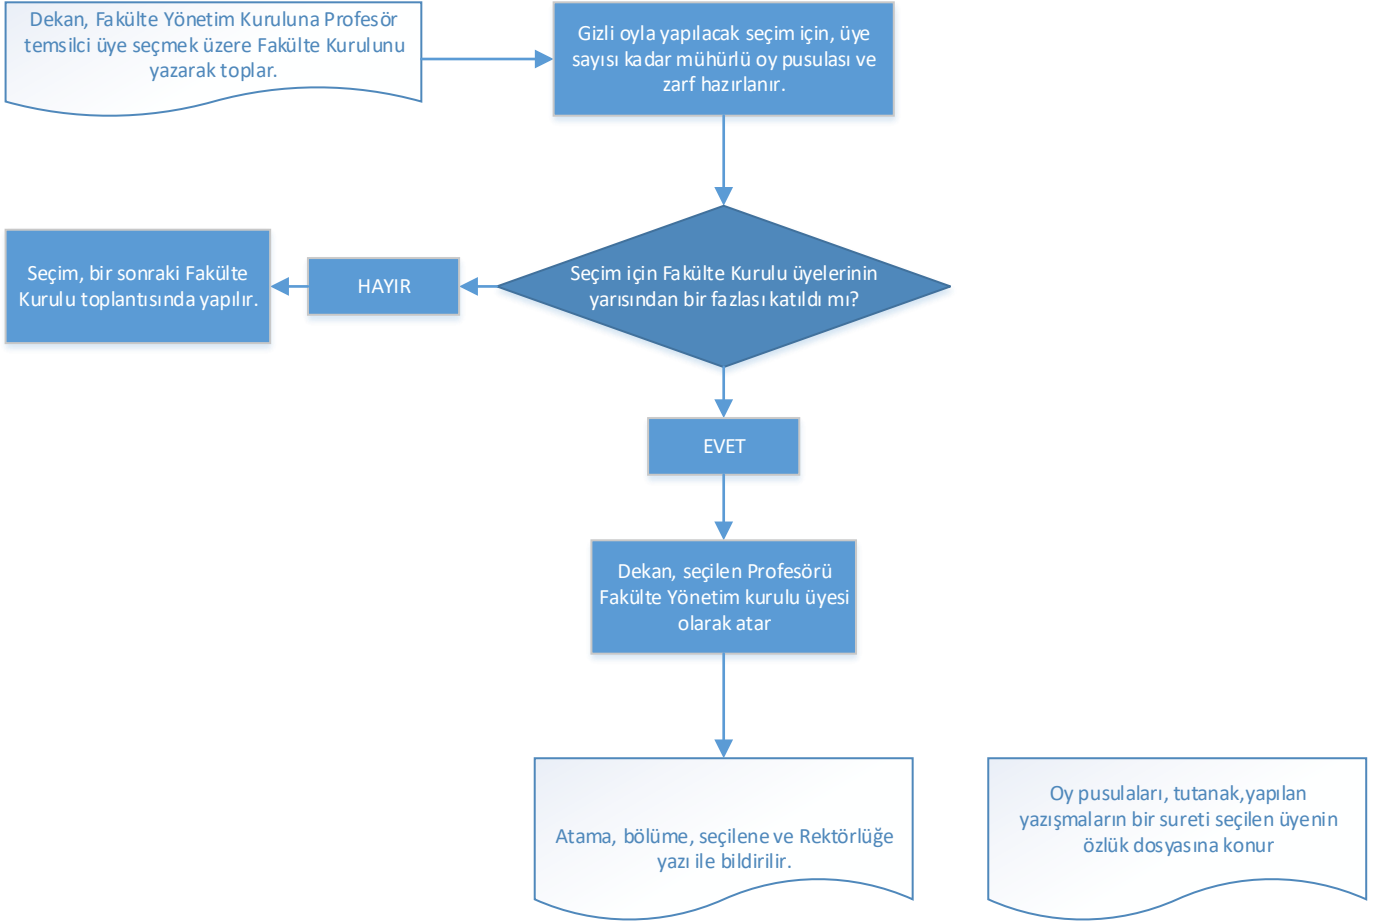 Dekan, Fakülte Yönetim Kuruluna Profesör
temsilci üye seçmek üzere Fakülte Kurulunu
yazarak toplar.
Gizli oyla yapılacak seçim için, üye
sayısı kadar mühürlü oy pusulası ve
zarf hazırlanır.
Seçim için Fakülte Kurulu üyelerinin
yarısından bir fazlası katıldı mı?
HAYIR
Seçim, bir sonraki Fakülte
Kurulu toplantısında yapılır.
EVET
Dekan, seçilen Profesörü
Fakülte Yönetim kurulu üyesi
olarak atar
Atama, bölüme, seçilene ve Rektörlüğe
yazı ile bildirilir.
Oy pusulaları, tutanak,yapılan
yazışmaların bir sureti seçilen üyenin
özlük dosyasına konur